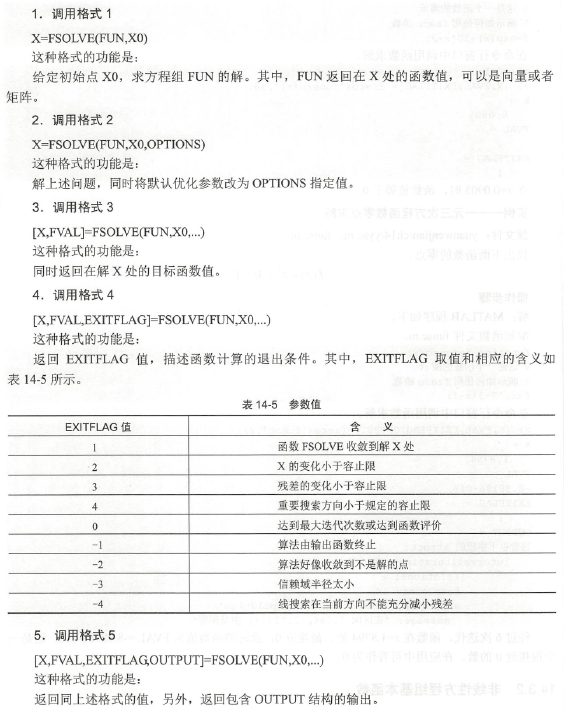 1. 调用格式 1
X=FSOLVE(FUN,X0)
这种格式的功能是：
给定初始点 X0，求方程组 FUN 的解。其中，FUN 返回在 X 处的函数值，可以是向量或者
矩阵。
2. 调用格式 2
X=FSOLVE(FUN,X0,OPTIONS)
这种格式的功能是：
解上述问题，同时将默认优化参数改为 OPTIONS 指定值。
3. 调用格式 3
[X,FVAL]=FSOLVE(FUN,X0,...)
这种格式的功能是：
同时返回在解 X 处的目标函数值。
4. 调用格式 4
[X,FVAL,EXITFLAG]=FSOLVE(FUN,X0,...)
这种格式的功能是：
返回 EXITFLAG 值，描述函数计算的退出条件。其中，EXITFLAG 取值和相应的含义如
表 14-5 所示。
表 14-5 参数值
EXITFLAG 值 含 义
1 函数 FSOLVE 收敛到解 X 处
2 X 的变化小于容止限
3 残差的变化小于容止限
4 重要搜索方向小于规定的容止限
0 达到最大迭代次数或达到函数评价
-1 算法由输出函数终止
-2 算法好像收敛到不是解的点
-3 信赖域半径太小
-4 线搜索在当前方向不能充分减小残差
5. 调用格式 5
[X,FVAL,EXITFLAG,OUTPUT]=FSOLVE(FUN,X0,...)
这种格式的功能是：
返回同上述格式的值，另外，返回包含 OUTPUT 结构的输出。